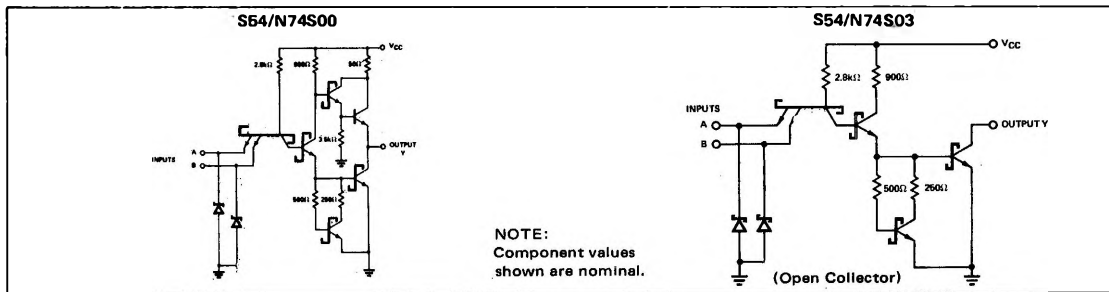 S54/N74S00
VCC
2.8kΩ
900Ω
50Ω
3.5kΩ
INPUTS
A
B
OUTPUT
Y
500Ω
250Ω
NOTE:
Component values
shown are nominal.
S54/N74S03
VCC
2.8kΩ
900Ω
INPUTS
A
B
OUTPUT Y
500Ω
250Ω
(Open Collector)